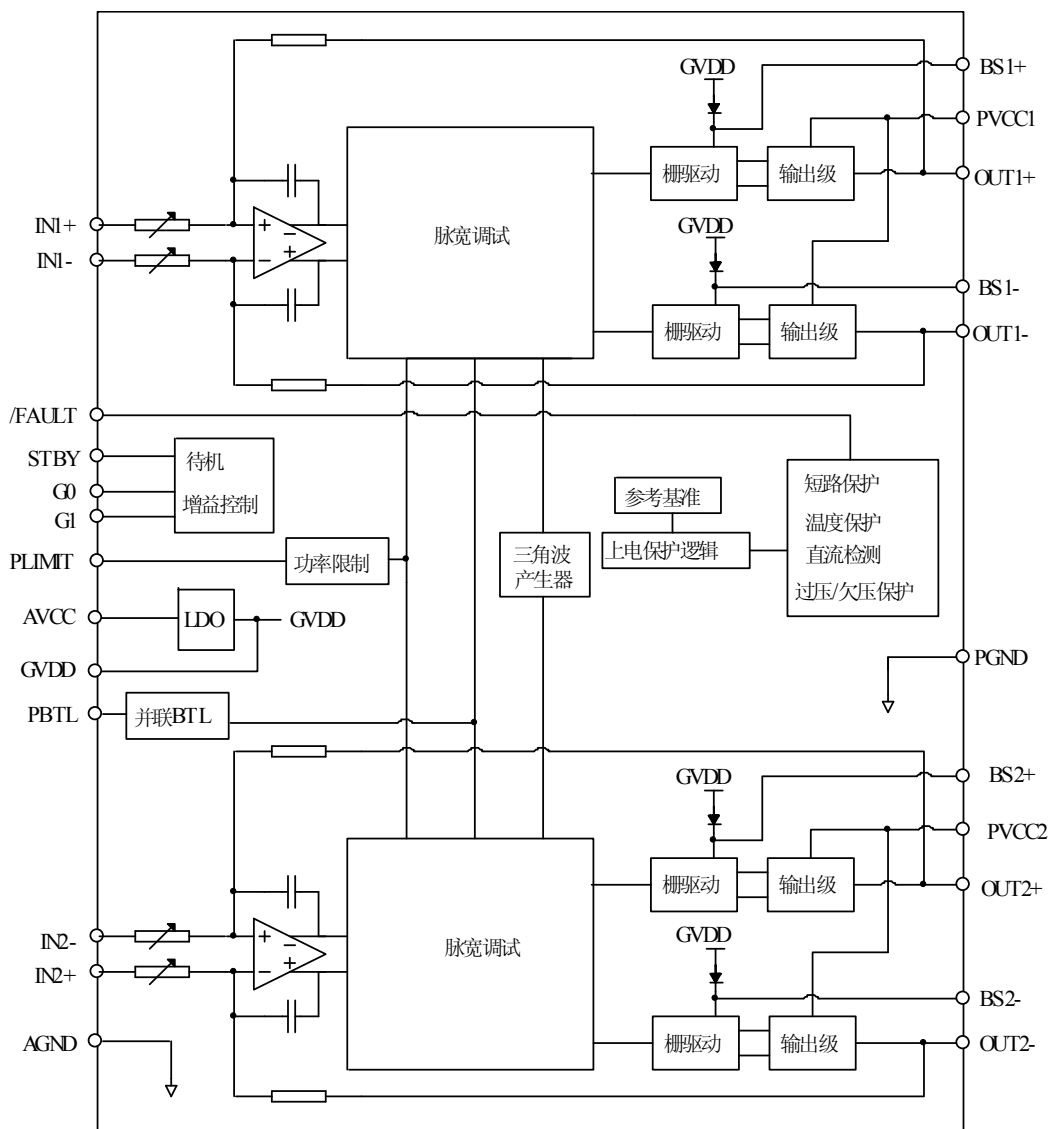 GVDD
BS1+
PVCC1
栅驱动
输出级
OUT1+
IN1+
脉宽调试
GVDD
IN1-
BS1-
栅驱动
输出级
OUT1-
/FAULT
STBY
待机
G0
增益控制
G1
参考基准
短路保护
温度保护
上电保护逻辑
直流检测
过压/欠压保护
PLIMIT
功率限制
三角波
产生器
AVCC
LDO
GVDD
GVDD
PGND
PBTL
并联BTL
GVDD
BS2+
PVCC2
栅驱动
输出级
OUT2+
IN2-
脉宽调试
GVDD
IN2+
BS2-
AGND
栅驱动
输出级
OUT2-